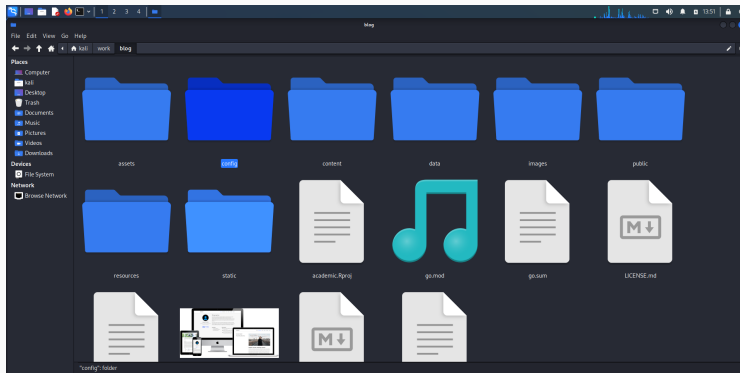 1 2 3 4
13:51
blog
File Edit View Go Help
kali work blog
Places
Computer
kali
Desktop
Trash
Documents
Music
Pictures
Videos
Downloads
Devices
File System
Network
Browse Network
assets config content data images public
resources static academic.Rproj go.mod go.sum LICENSE.md
"config": folder